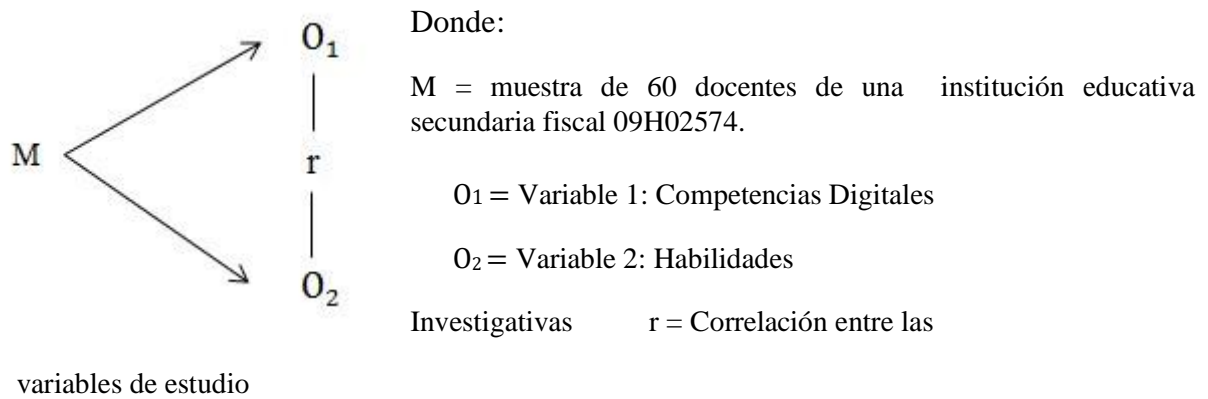 O₁
Donde:
M = muestra de 60 docentes de una institución educativa
secundaria fiscal 09H02574.
M
r
O1 = Variable 1: Competencias Digitales
O2 = Variable 2: Habilidades
O₂
Investigativas r = Correlación entre las
variables de estudio